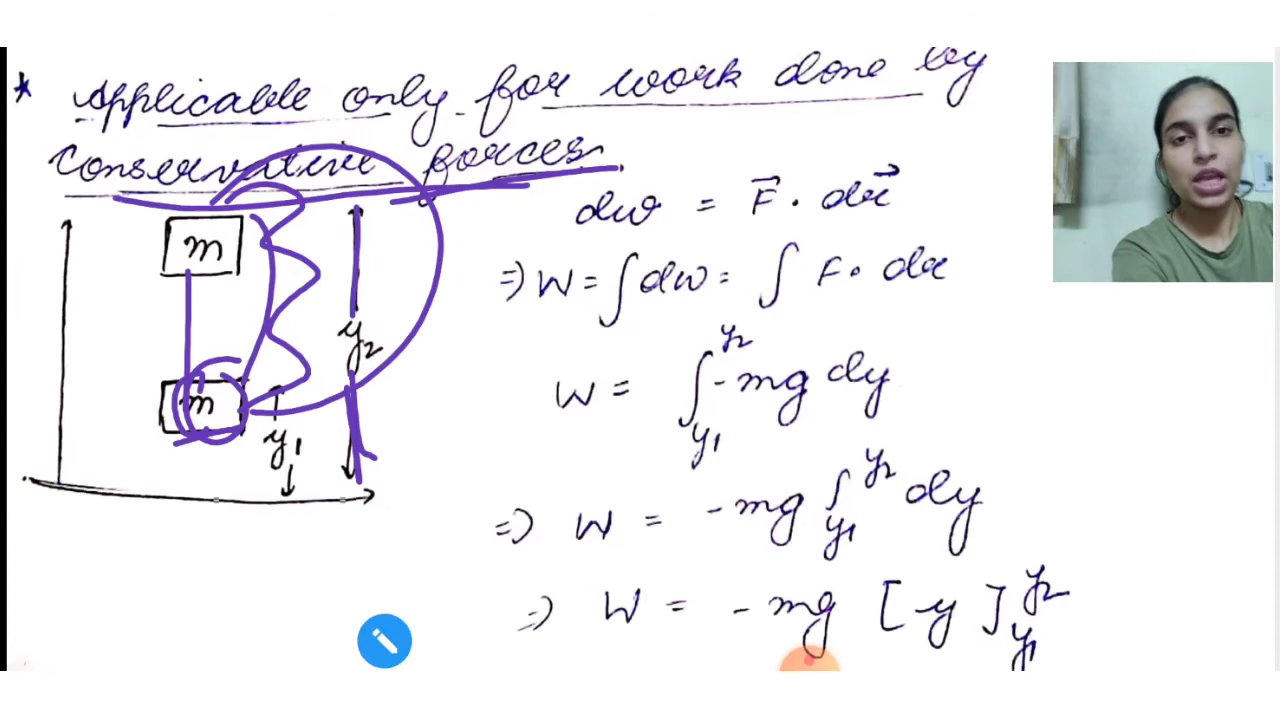 * Applicable only for work done by
Conservative forces.
m
m
y₁
y₂
dw = F⃗ . dx⃗
=> W = ∫ dw = ∫ F . dx
W = ∫_{y₁}^{y₂} -mg dy
=> W = -mg ∫_{y₁}^{y₂} dy
=> W = -mg [-y]_{y₁}^{y₂}